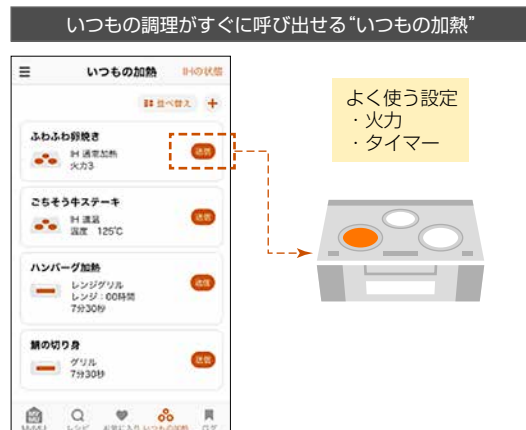 いつもの調理がすぐに呼び出せる“いつもの加熱”
いつもの加熱
IHの状態
並べ替え
ふわふわ卵焼き
IH 通常加熱
火力3
送信
ごちそう牛ステーキ
IH 適温
温度 125℃
送信
ハンバーグ加熱
レンジグリル
レンジ：00時間
7分30秒
送信
鯖の切り身
グリル
7分30秒
送信
レシピ
お気に入り
いつもの加熱
ログ
よく使う設定
・火力
・タイマー